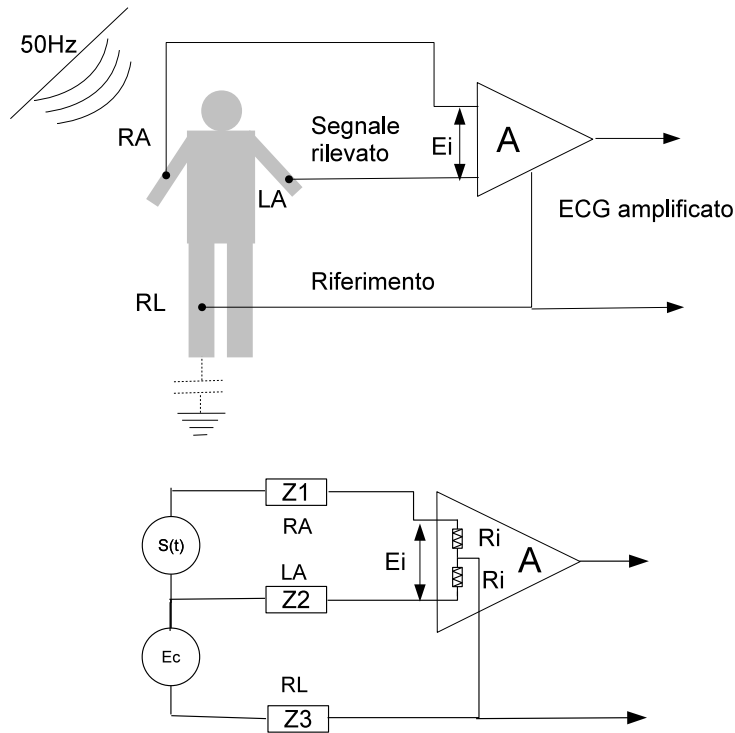 50Hz
RA
Segnale
rilevato
Ei
A
LA
ECG amplificato
RL
Riferimento
Z1
RA
S(t)
Ei
Ri
A
LA
Ri
Z2
Ec
RL
Z3